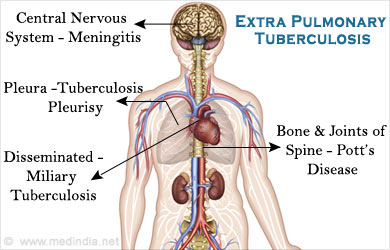 Extra Pulmonary
Tuberculosis
Central Nervous
System - Meningitis
Pleura -Tuberculosis
Pleurisy
Disseminated -
Miliary
Tuberculosis
Bone & Joints of
Spine - Pott's
Disease
www.medindia.net